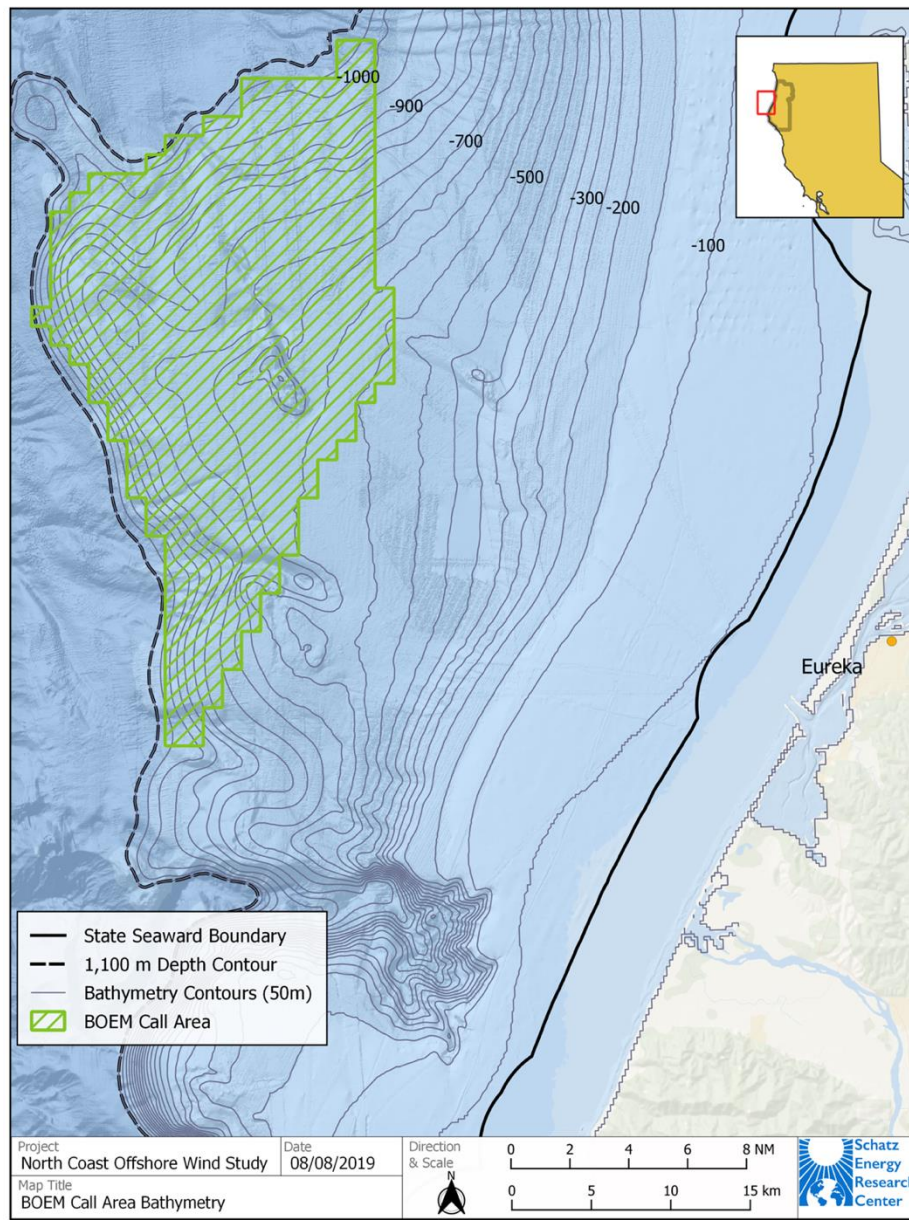 -1000
-900
-700
-500
-300
-200
-100
Eureka
State Seaward Boundary
1,100 m Depth Contour
Bathymetry Contours (50m)
BOEM Call Area
Project
North Coast Offshore Wind Study
Date
08/08/2019
Map Title
BOEM Call Area Bathymetry
Direction
& Scale
N
0 2 4 6 8 NM
0 5 10 15 km
Schatz
Energy
Research
Center